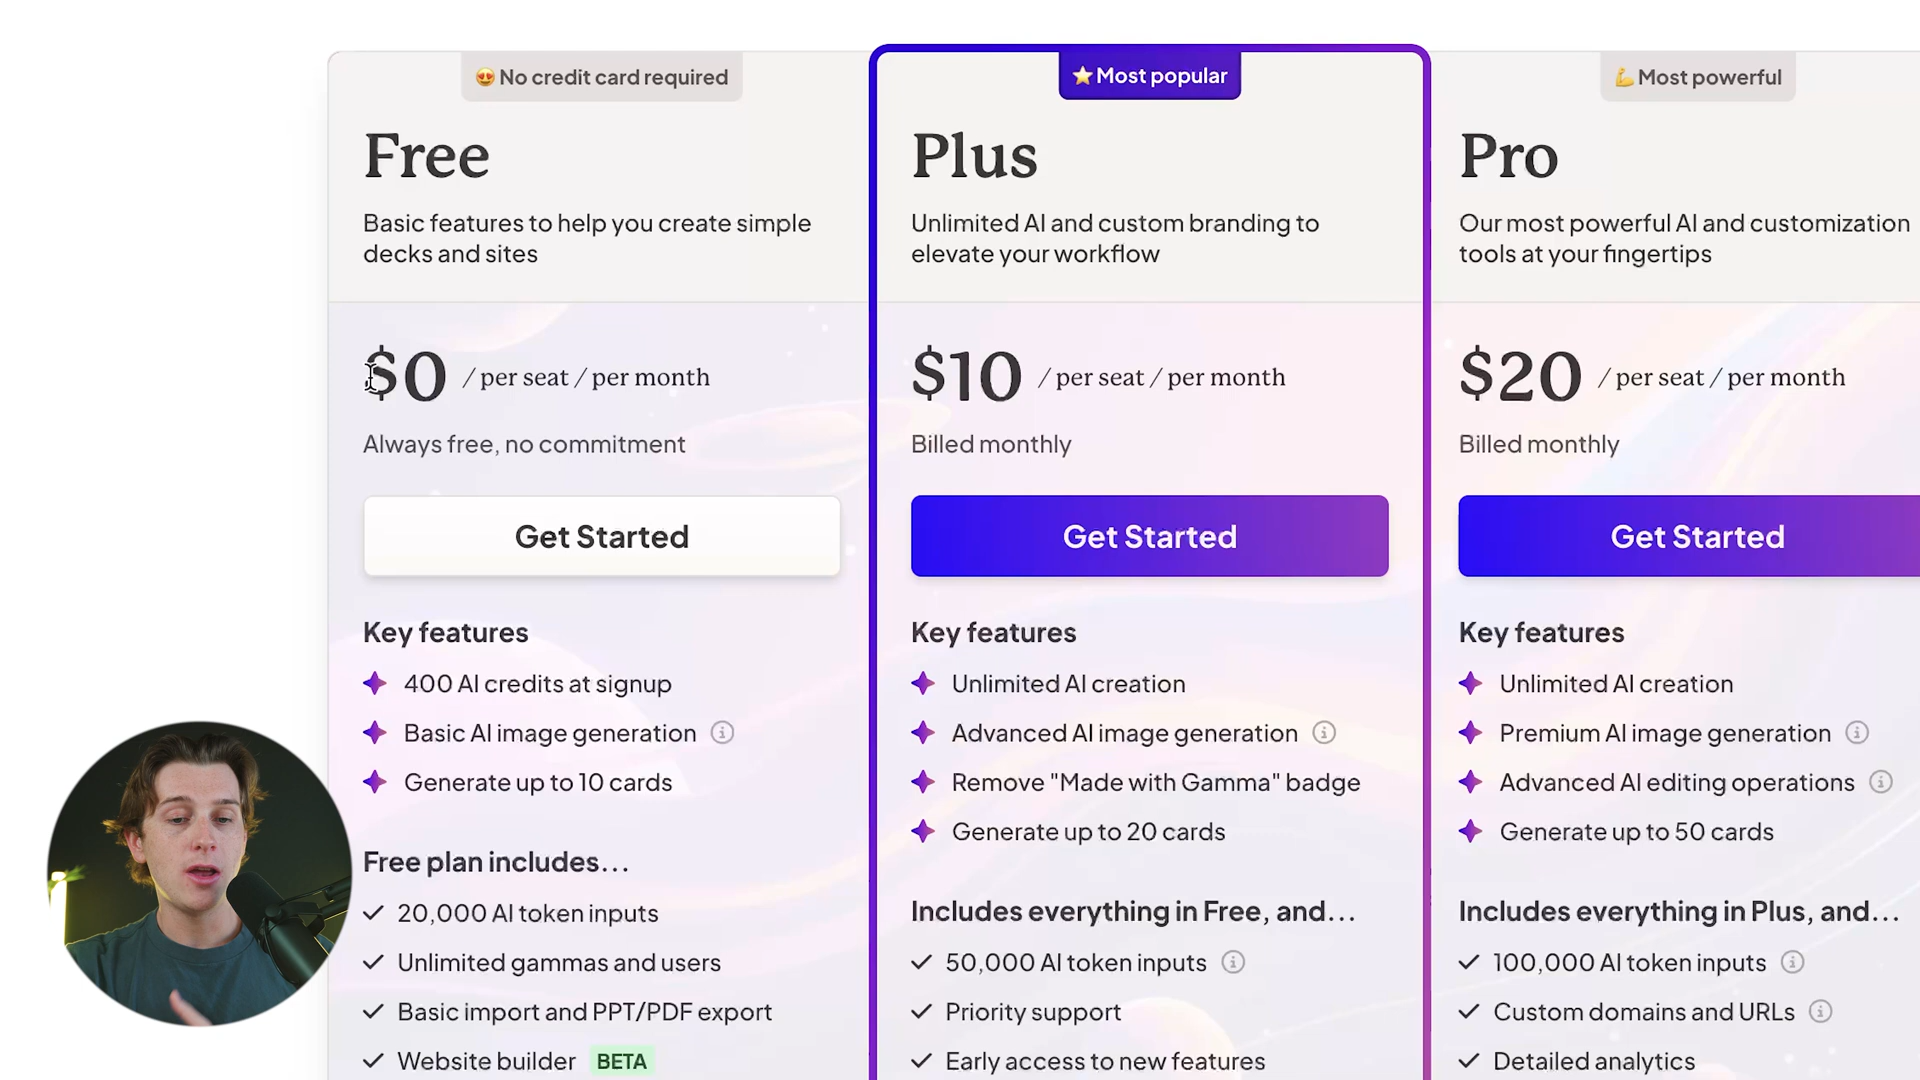 😍 No credit card required
Free
Basic features to help you create simple
decks and sites
$0 / per seat / per month
Always free, no commitment
Get Started
Key features
400 AI credits at signup
Basic AI image generation
Generate up to 10 cards
Free plan includes...
20,000 AI token inputs
Unlimited gammas and users
Basic import and PPT/PDF export
Website builder BETA
⭐ Most popular
Plus
Unlimited AI and custom branding to
elevate your workflow
$10 / per seat / per month
Billed monthly
Get Started
Key features
Unlimited AI creation
Advanced AI image generation
Remove "Made with Gamma" badge
Generate up to 20 cards
Includes everything in Free, and...
50,000 AI token inputs
Priority support
Early access to new features
💪 Most powerful
Pro
Our most powerful AI and customization
tools at your fingertips
$20 / per seat / per month
Billed monthly
Get Started
Key features
Unlimited AI creation
Premium AI image generation
Advanced AI editing operations
Generate up to 50 cards
Includes everything in Plus, and...
100,000 AI token inputs
Custom domains and URLs
Detailed analytics